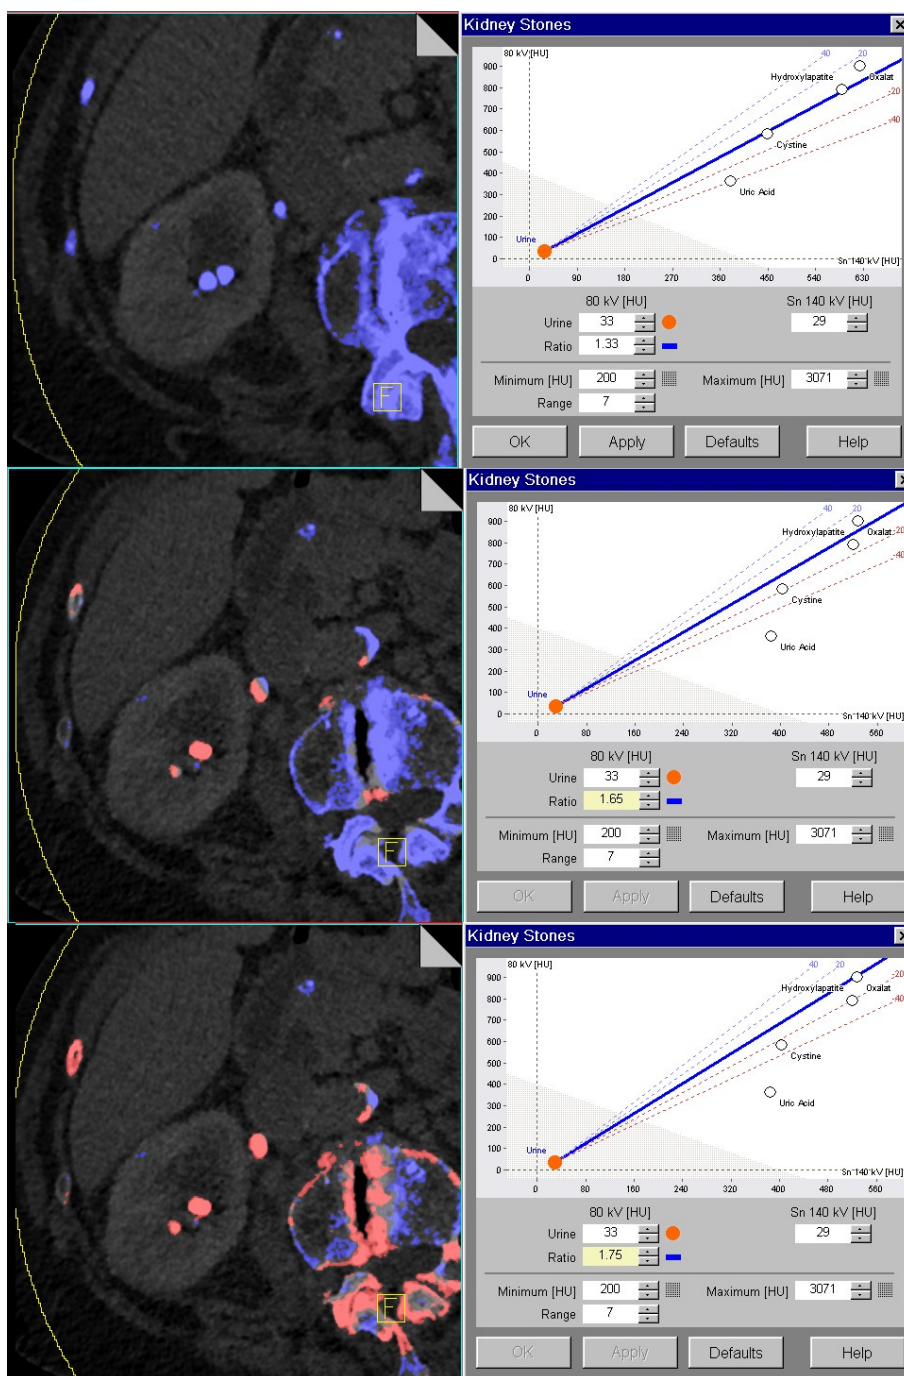 Kidney Stones
80 kV [HU]
40 20
900
800
700
600
500
400
300
200
100
0
Hydroxylapatite Oxalat
-20
-40
Cystine
Uric Acid
Urine
Sn 140 kV [HU]
0 90 180 270 360 450 540 630
80 kV [HU] Sn 140 kV [HU]
Urine 33 29
Ratio 1.33
Minimum [HU] 200 Maximum [HU] 3071
Range 7
OK Apply Defaults Help
F
Kidney Stones
80 kV [HU]
40 20
900
800
700
600
500
400
300
200
100
0
Hydroxylapatite Oxalat
-20
-40
Cystine
Uric Acid
Urine
Sn 140 kV [HU]
0 80 160 240 320 400 480 560
80 kV [HU] Sn 140 kV [HU]
Urine 33 29
Ratio 1.65
Minimum [HU] 200 Maximum [HU] 3071
Range 7
OK Apply Defaults Help
F
Kidney Stones
80 kV [HU]
40 20
900
800
700
600
500
400
300
200
100
0
Hydroxylapatite Oxalat
-20
-40
Cystine
Uric Acid
Urine
Sn 140 kV [HU]
0 80 160 240 320 400 480 560
80 kV [HU] Sn 140 kV [HU]
Urine 33 29
Ratio 1.75
Minimum [HU] 200 Maximum [HU] 3071
Range 7
OK Apply Defaults Help
F